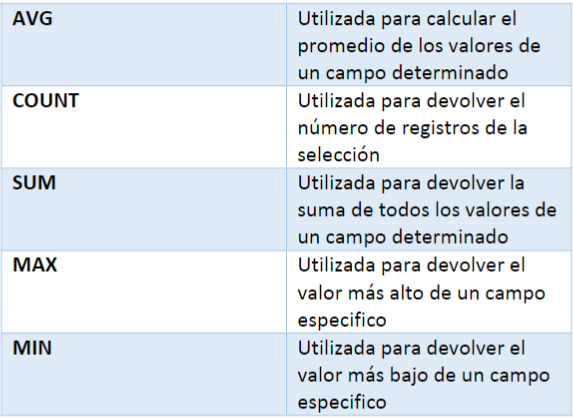 AVG
Utilizada para calcular el
promedio de los valores de
un campo determinado
COUNT
Utilizada para devolver el
número de registros de la
selección
SUM
Utilizada para devolver la
suma de todos los valores de
un campo determinado
MAX
Utilizada para devolver el
valor más alto de un campo
especifico
MIN
Utilizada para devolver el
valor más bajo de un campo
especifico